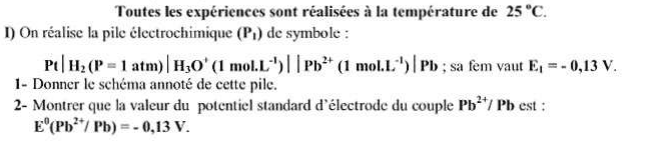 Toutes les expériences sont réalisées à la température de 25 °C.
I) On réalise la pile électrochimique (P₁) de symbole :
Pt| H₂ (P = 1 atm) | H₃O⁺ (1 mol.L⁻¹) | | Pb²⁺ (1 mol.L⁻¹) | Pb ; sa fem vaut E₁ = - 0,13 V.
1- Donner le schéma annoté de cette pile.
2- Montrer que la valeur du potentiel standard d'électrode du couple Pb²⁺/ Pb est :
E⁰(Pb²⁺/ Pb) = - 0,13 V.